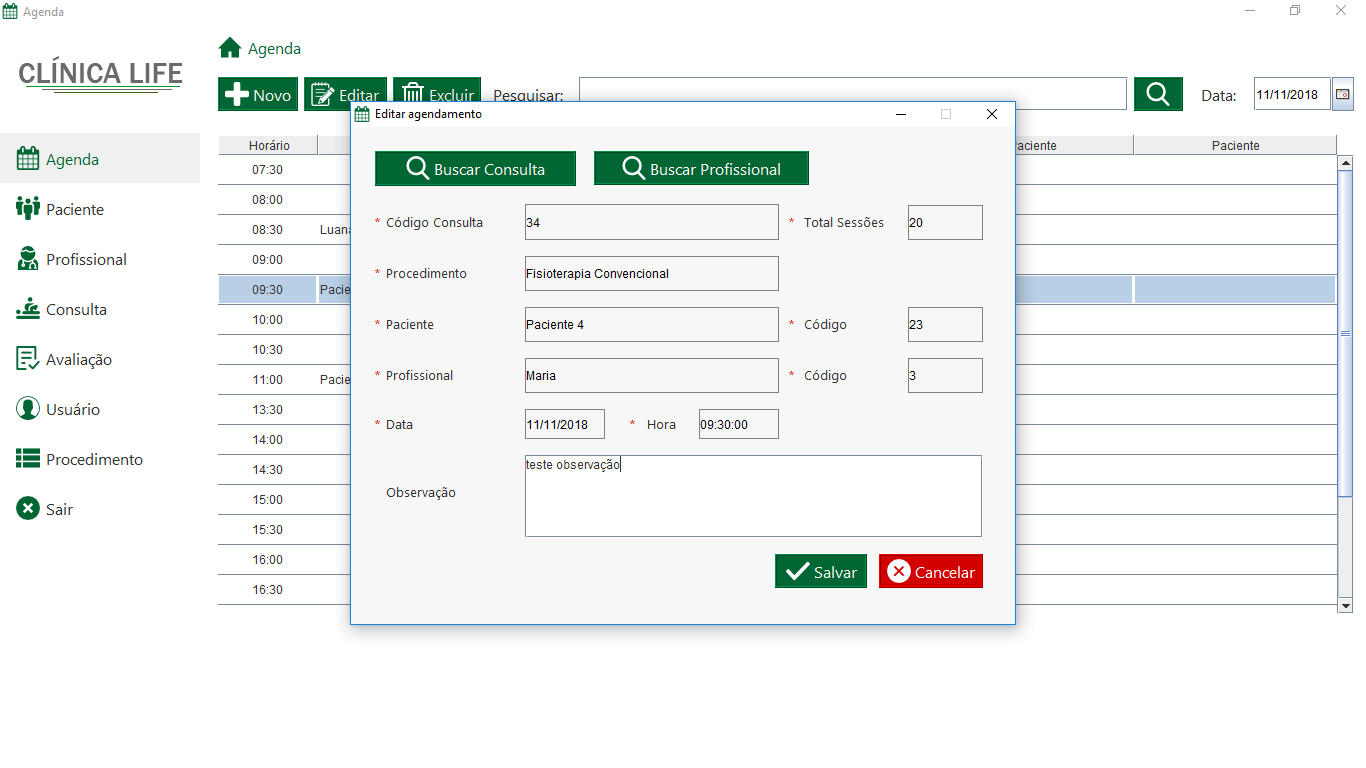 Agenda
CLÍNICA LIFE
Agenda
Paciente
Profissional
Consulta
Avaliação
Usuário
Procedimento
Sair
Agenda
Novo Editar Excluir Pesquisar: Data: 11/11/2018
Horário Paciente
07:30
08:00
08:30
09:00
09:30
10:00
10:30
11:00
13:30
14:00
14:30
15:00
15:30
16:00
16:30
Editar agendamento
Buscar Consulta Buscar Profissional
* Código Consulta 34 * Total Sessões 20
* Procedimento Fisioterapia Convencional
* Paciente Paciente 4 * Código 23
* Profissional Maria * Código 3
* Data 11/11/2018 * Hora 09:30:00
Observação teste observação
Salvar Cancelar